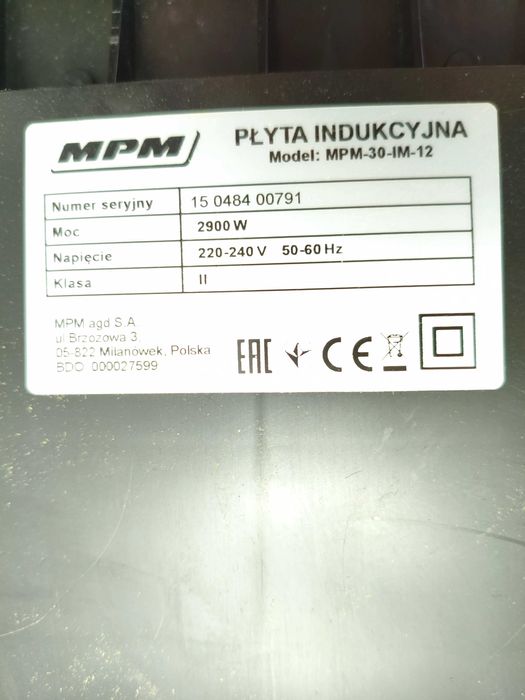 MPM
PŁYTA INDUKCYJNA
Model: MPM-30-IM-12
Numer seryjny 15 0484 00791
Moc 2900 W
Napięcie 220-240 V 50-60 Hz
Klasa II
MPM agd S.A.
ul.Brzozowa 3
05-822 Milanówek, Polska
BDO 000027599
EAC CE